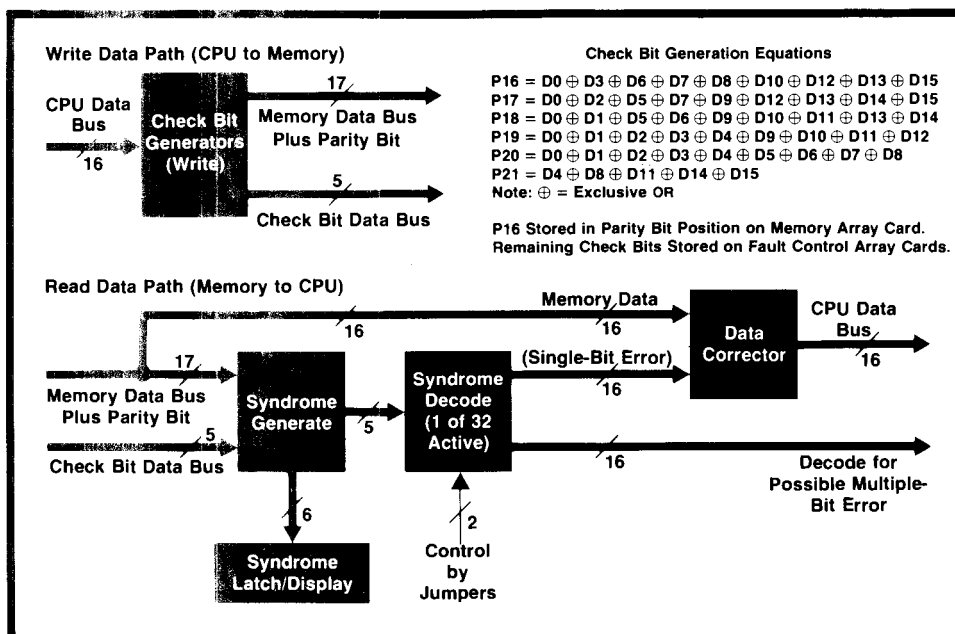 Write Data Path (CPU to Memory)
CPU Data
Bus
16
Check Bit
Generators
(Write)
17
Memory Data Bus
Plus Parity Bit
5
Check Bit Data Bus
Check Bit Generation Equations
P16 = D0 ⊕ D3 ⊕ D6 ⊕ D7 ⊕ D8 ⊕ D10 ⊕ D12 ⊕ D13 ⊕ D15
P17 = D0 ⊕ D2 ⊕ D5 ⊕ D7 ⊕ D9 ⊕ D12 ⊕ D13 ⊕ D14 ⊕ D15
P18 = D0 ⊕ D1 ⊕ D5 ⊕ D6 ⊕ D9 ⊕ D10 ⊕ D11 ⊕ D13 ⊕ D14
P19 = D0 ⊕ D1 ⊕ D2 ⊕ D3 ⊕ D4 ⊕ D9 ⊕ D10 ⊕ D11 ⊕ D12
P20 = D0 ⊕ D1 ⊕ D2 ⊕ D3 ⊕ D4 ⊕ D5 ⊕ D6 ⊕ D7 ⊕ D8
P21 = D4 ⊕ D8 ⊕ D11 ⊕ D14 ⊕ D15
Note: ⊕ = Exclusive OR
P16 Stored in Parity Bit Position on Memory Array Card.
Remaining Check Bits Stored on Fault Control Array Cards.
Read Data Path (Memory to CPU)
16
Memory Data
16
Data
Corrector
CPU Data
Bus
16
17
Memory Data Bus
Plus Parity Bit
5
Check Bit Data Bus
Syndrome
Generate
5
Syndrome
Decode
(1 of 32
Active)
(Single-Bit Error)
16
16
Decode for
Possible Multiple-
Bit Error
6
Syndrome
Latch/Display
2
Control
by
Jumpers